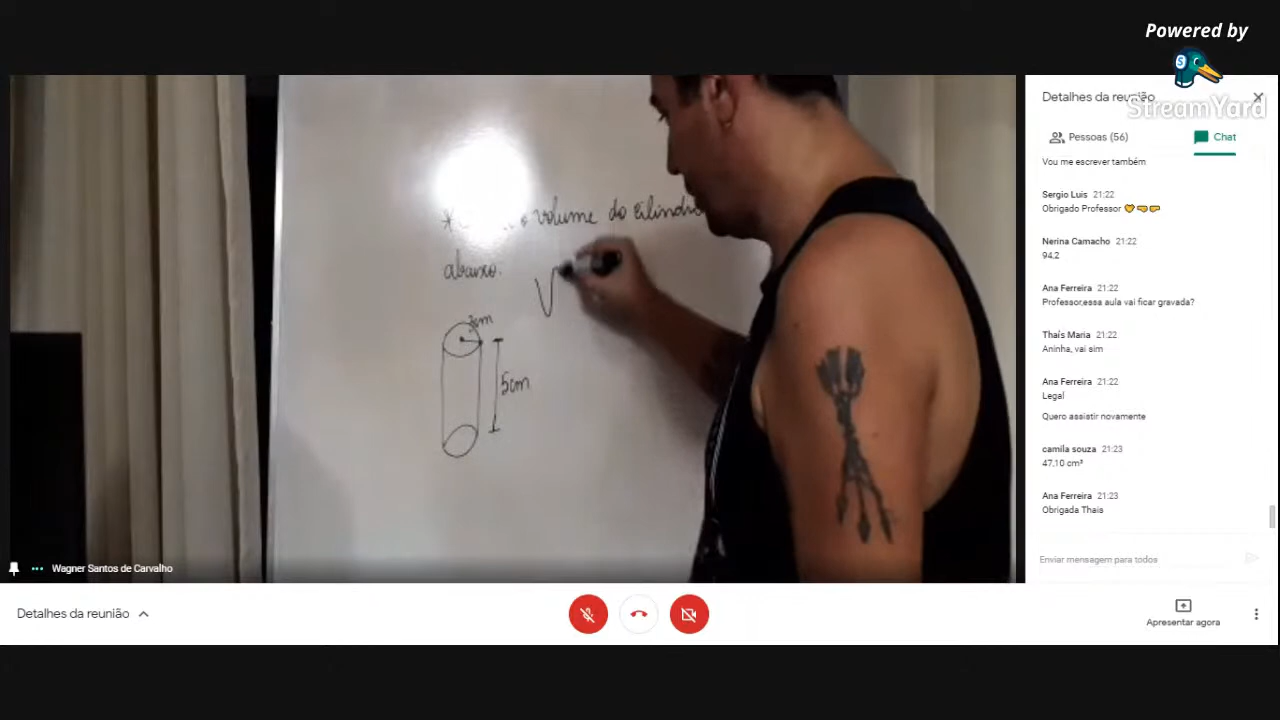 Powered by
StreamYard
Detalhes da reunião
Pessoas (56)
Chat
Vou me escrever também
Sergio Luis 21:22
Obrigado Professor
Nerina Camacho 21:22
94.2
Ana Ferreira 21:22
Professor,essa aula vai ficar gravada?
Thaís Maria 21:22
Aninha, vai sim
Ana Ferreira 21:22
Legal
Quero assistir novamente
camila souza 21:23
47,10 cm³
Ana Ferreira 21:23
Obrigada Thais
Enviar mensagem para todos
volume do cilindro
abaixo.
5cm
V
Wagner Santos de Carvalho
Detalhes da reunião
Apresentar agora